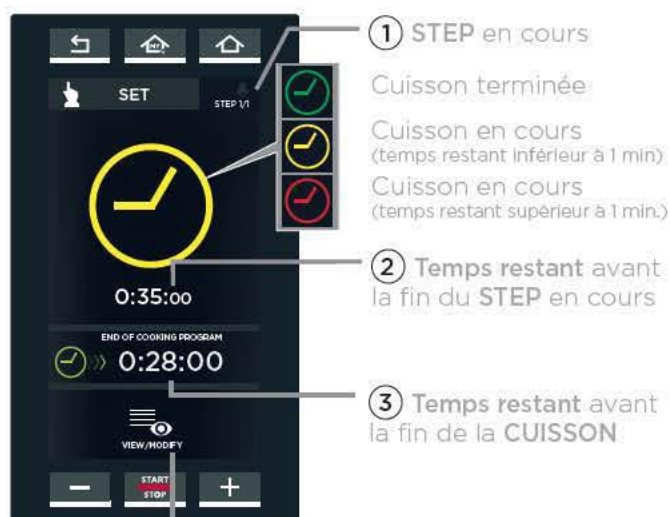 1 STEP en cours
SET
STEP 1/1
Cuisson terminée
Cuisson en cours
(temps restant inférieur à 1 min)
Cuisson en cours
(temps restant supérieur à 1 min.)
2 Temps restant avant
la fin du STEP en cours
0:35:00
END OF COOKING PROGRAM
0:28:00
3 Temps restant avant
la fin de la CUISSON
VIEW/MODIFY
START
STOP